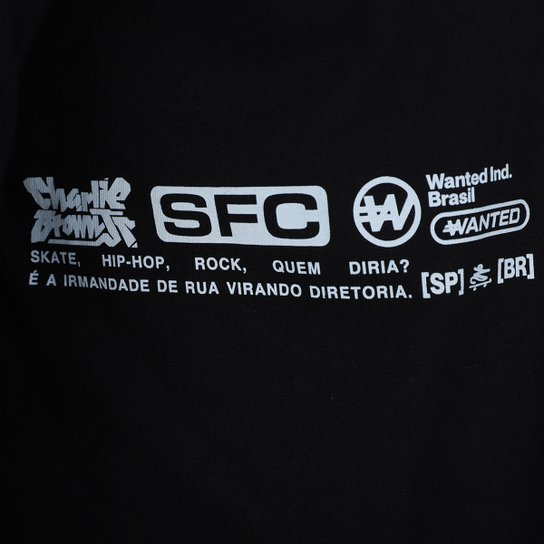 Charlie
Brown Jr.
SFC
W
Wanted Ind.
Brasil
WANTED
SKATE, HIP-HOP, ROCK, QUEM DIRIA?
É A IRMANDADE DE RUA VIRANDO DIRETORIA.
[SP] [BR]